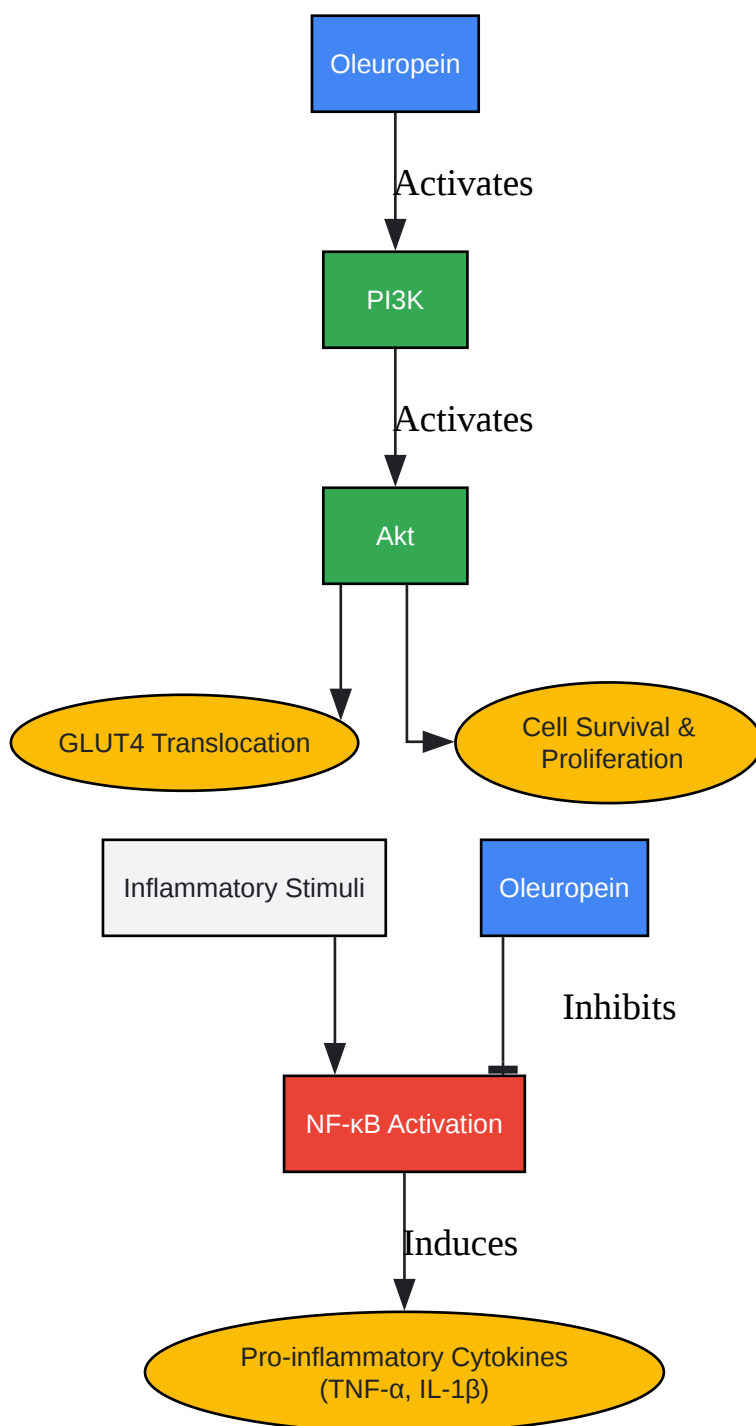 Oleuropein
Activates
PI3K
Activates
Akt
GLUT4 Translocation
Cell Survival &
Proliferation
Inflammatory Stimuli
Oleuropein
Inhibits
NF-κB Activation
Induces
Pro-inflammatory Cytokines
(TNF-α, IL-1β)